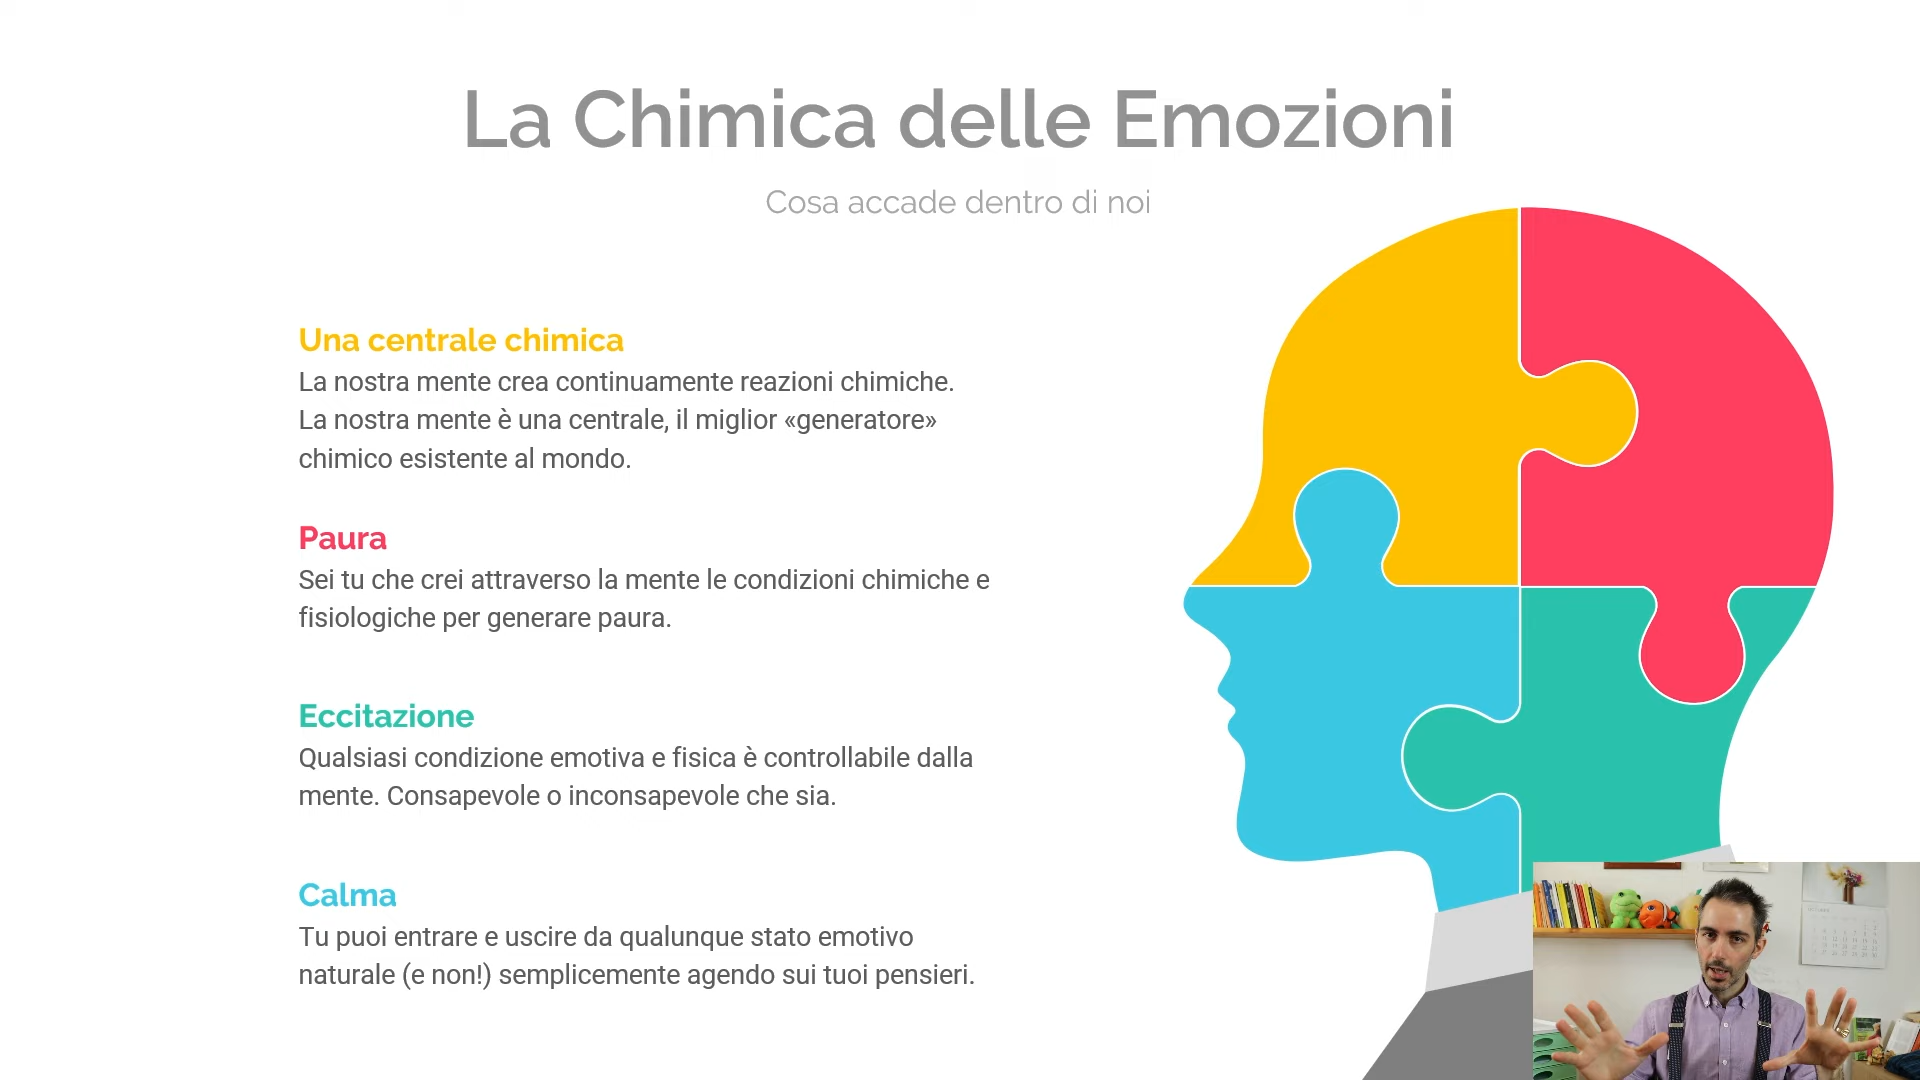 La Chimica delle Emozioni
Cosa accade dentro di noi
Una centrale chimica
La nostra mente crea continuamente reazioni chimiche.
La nostra mente è una centrale, il miglior «generatore»
chimico esistente al mondo.
Paura
Sei tu che crei attraverso la mente le condizioni chimiche e
fisiologiche per generare paura.
Eccitazione
Qualsiasi condizione emotiva e fisica è controllabile dalla
mente. Consapevole o inconsapevole che sia.
Calma
Tu puoi entrare e uscire da qualunque stato emotivo
naturale (e non!) semplicemente agendo sui tuoi pensieri.